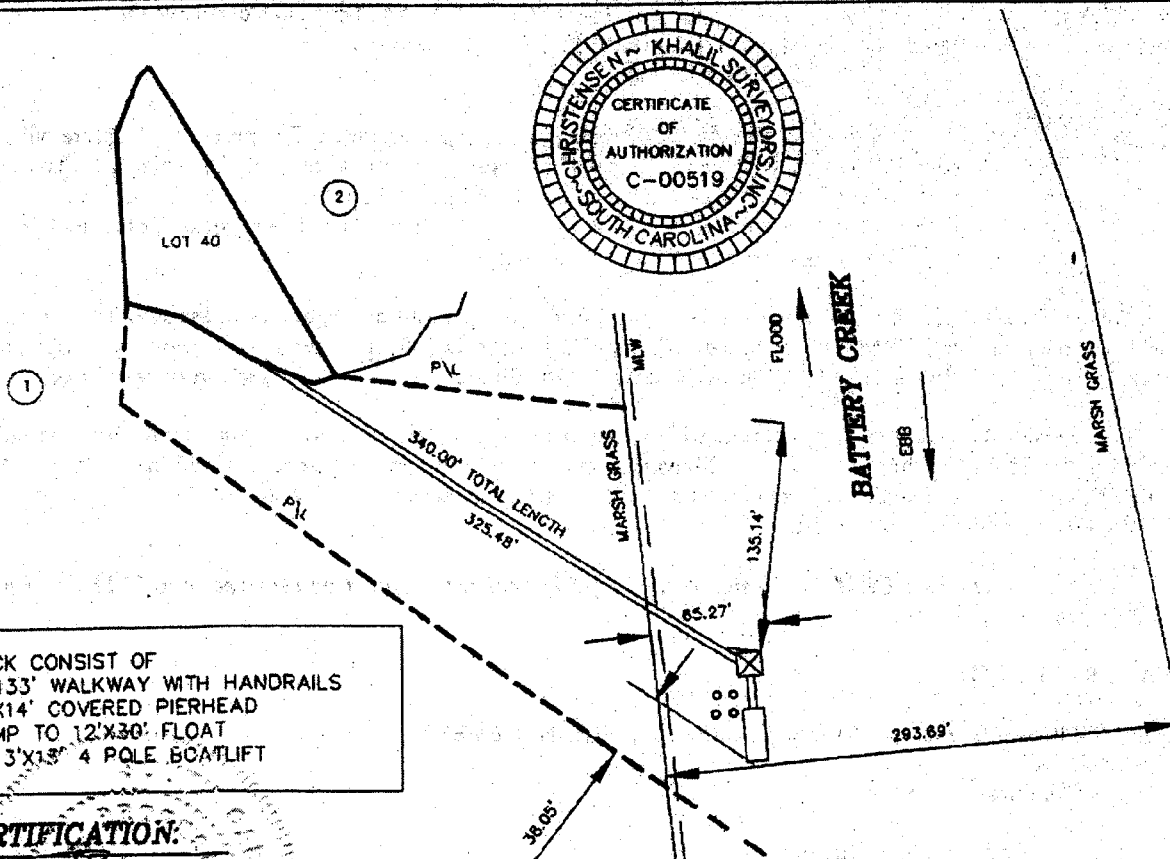 CHRISTENSEN ~ KHALIL SURVEYORS, INC ~
SOUTH CAROLINA ~
CERTIFICATE
OF
AUTHORIZATION
C-00519
2
LOT 40
1
P\L
MLW
FLOOD
BATTERY CREEK
EBB
MARSH GRASS
MARSH GRASS
340.00' TOTAL LENGTH
325.48'
P\L
135.14'
65.27'
293.69'
38.05'
CK CONSIST OF
133' WALKWAY WITH HANDRAILS
X14' COVERED PIERHEAD
MP TO 12'X30' FLOAT
4 POLE BOATLIFT
RTIFICATION: